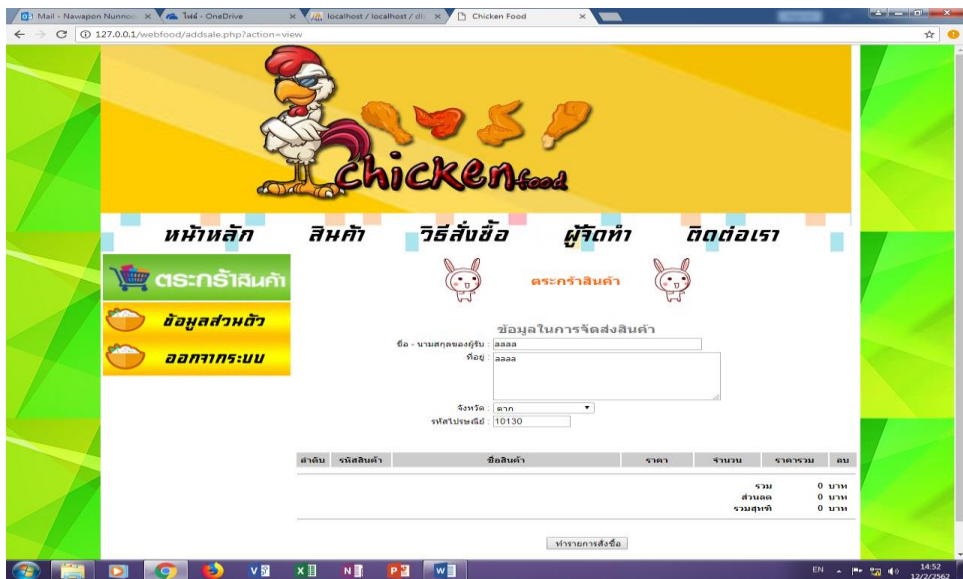 Mail - Nawapon Nunno
ไฟล์ - OneDrive
localhost / localhost / db
Chicken Food
127.0.0.1/webfood/addsale.php?action=view
chicken food
หน้าหลัก สินค้า วิธีสั่งซื้อ ผู้จัดทำ ติดต่อเรา
ตระกร้าสินค้า
ตระกร้าสินค้า
ข้อมูลส่วนตัว
ออกจากระบบ
ข้อมูลในการจัดส่งสินค้า
ชื่อ - นามสกุลของผู้รับ : aaaa
ที่อยู่ : aaaa
จังหวัด : ตาก
รหัสไปรษณีย์ : 10130
ลำดับ รหัสสินค้า ชื่อสินค้า ราคา จำนวน ราคารวม ลบ
รวม 0 บาท
ส่วนลด 0 บาท
รวมสุทธิ 0 บาท
ทำรายการสั่งซื้อ
EN 14:52
12/2/2562